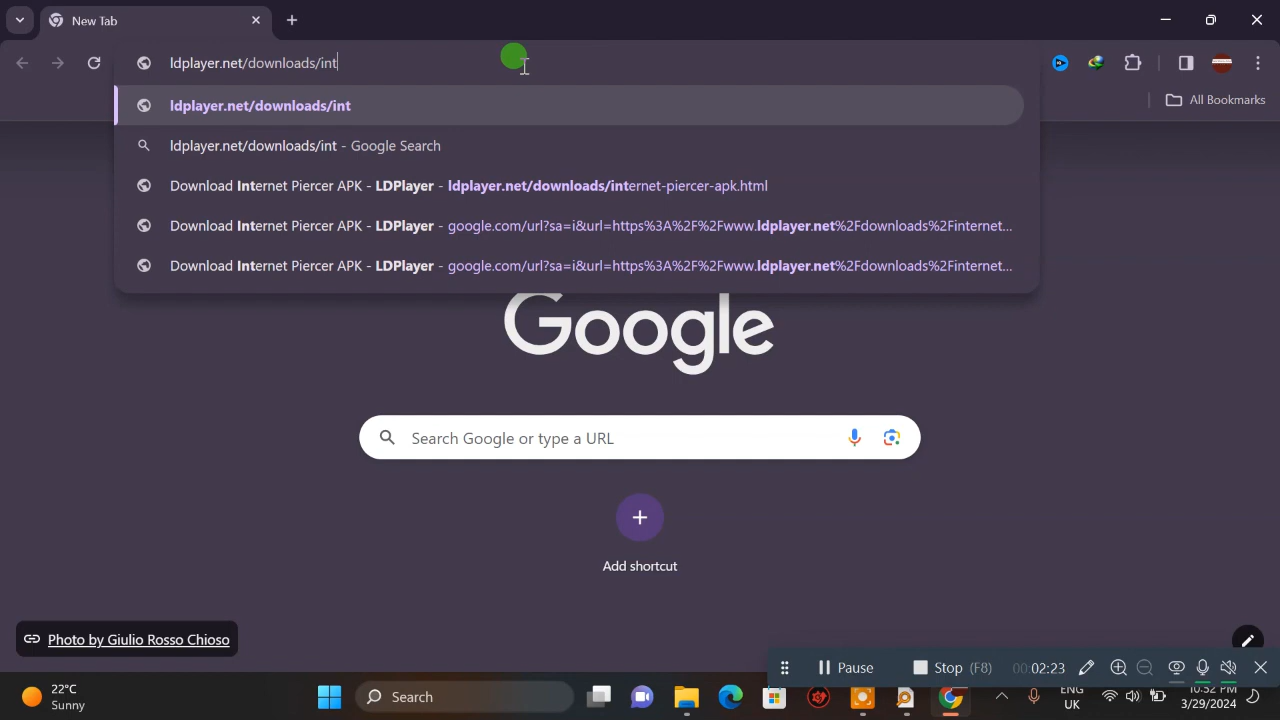 New Tab
ldplayer.net/downloads/int
All Bookmarks
ldplayer.net/downloads/int
ldplayer.net/downloads/int - Google Search
Download Internet Piercer APK - LDPlayer - ldplayer.net/downloads/internet-piercer-apk.html
Download Internet Piercer APK - LDPlayer - google.com/url?sa=i&url=https%3A%2F%2Fwww.ldplayer.net%2Fdownloads%2Finternet...
Download Internet Piercer APK - LDPlayer - google.com/url?sa=i&url=https%3A%2F%2Fwww.ldplayer.net%2Fdownloads%2Finternet...
Google
Search Google or type a URL
Add shortcut
Photo by Giulio Rosso Chioso
Pause Stop (F8) 00:02:23
22°C
Sunny
Search
ENG
UK
10:52 PM
3/29/2024